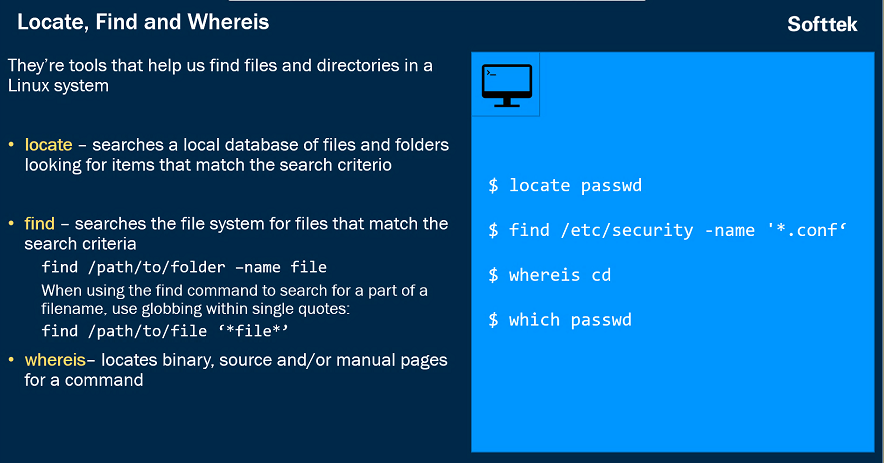 Locate, Find and Whereis
Softtek
They’re tools that help us find files and directories in a
Linux system
• locate – searches a local database of files and folders
looking for items that match the search criterio
• find – searches the file system for files that match the
search criteria
find /path/to/folder –name file
When using the find command to search for a part of a
filename, use globbing within single quotes:
find /path/to/file ‘*file*’
• whereis– locates binary, source and/or manual pages
for a command
>_
$ locate passwd
$ find /etc/security -name '*.conf‘
$ whereis cd
$ which passwd